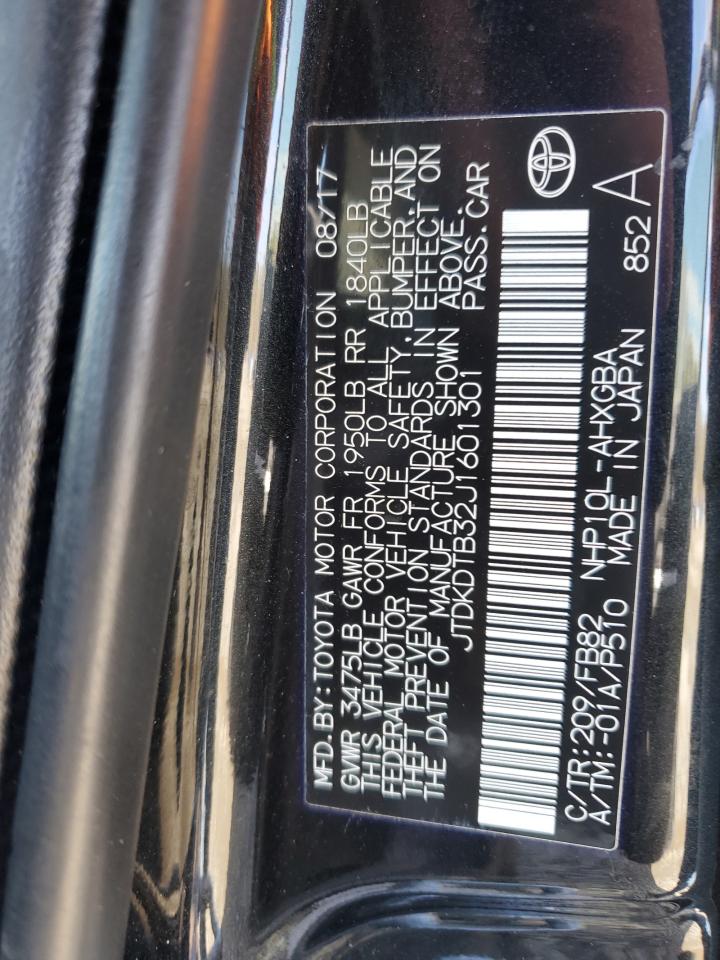 MFD.BY:TOYOTA MOTOR CORPORATION 08/17
GVWR 3475LB GAWR FR 1950LB RR 1840LB
THIS VEHICLE CONFORMS TO ALL APPLICABLE
FEDERAL MOTOR VEHICLE SAFETY,BUMPER,AND
THEFT PREVENTION STANDARDS IN EFFECT ON
THE DATE OF MANUFACTURE SHOWN ABOVE.
JTDKDTB32J1601301 PASS.CAR
C/TR:209/FB82 NHP10L-AHXGBA
A/TM:-01A/P510 MADE IN JAPAN 852 A